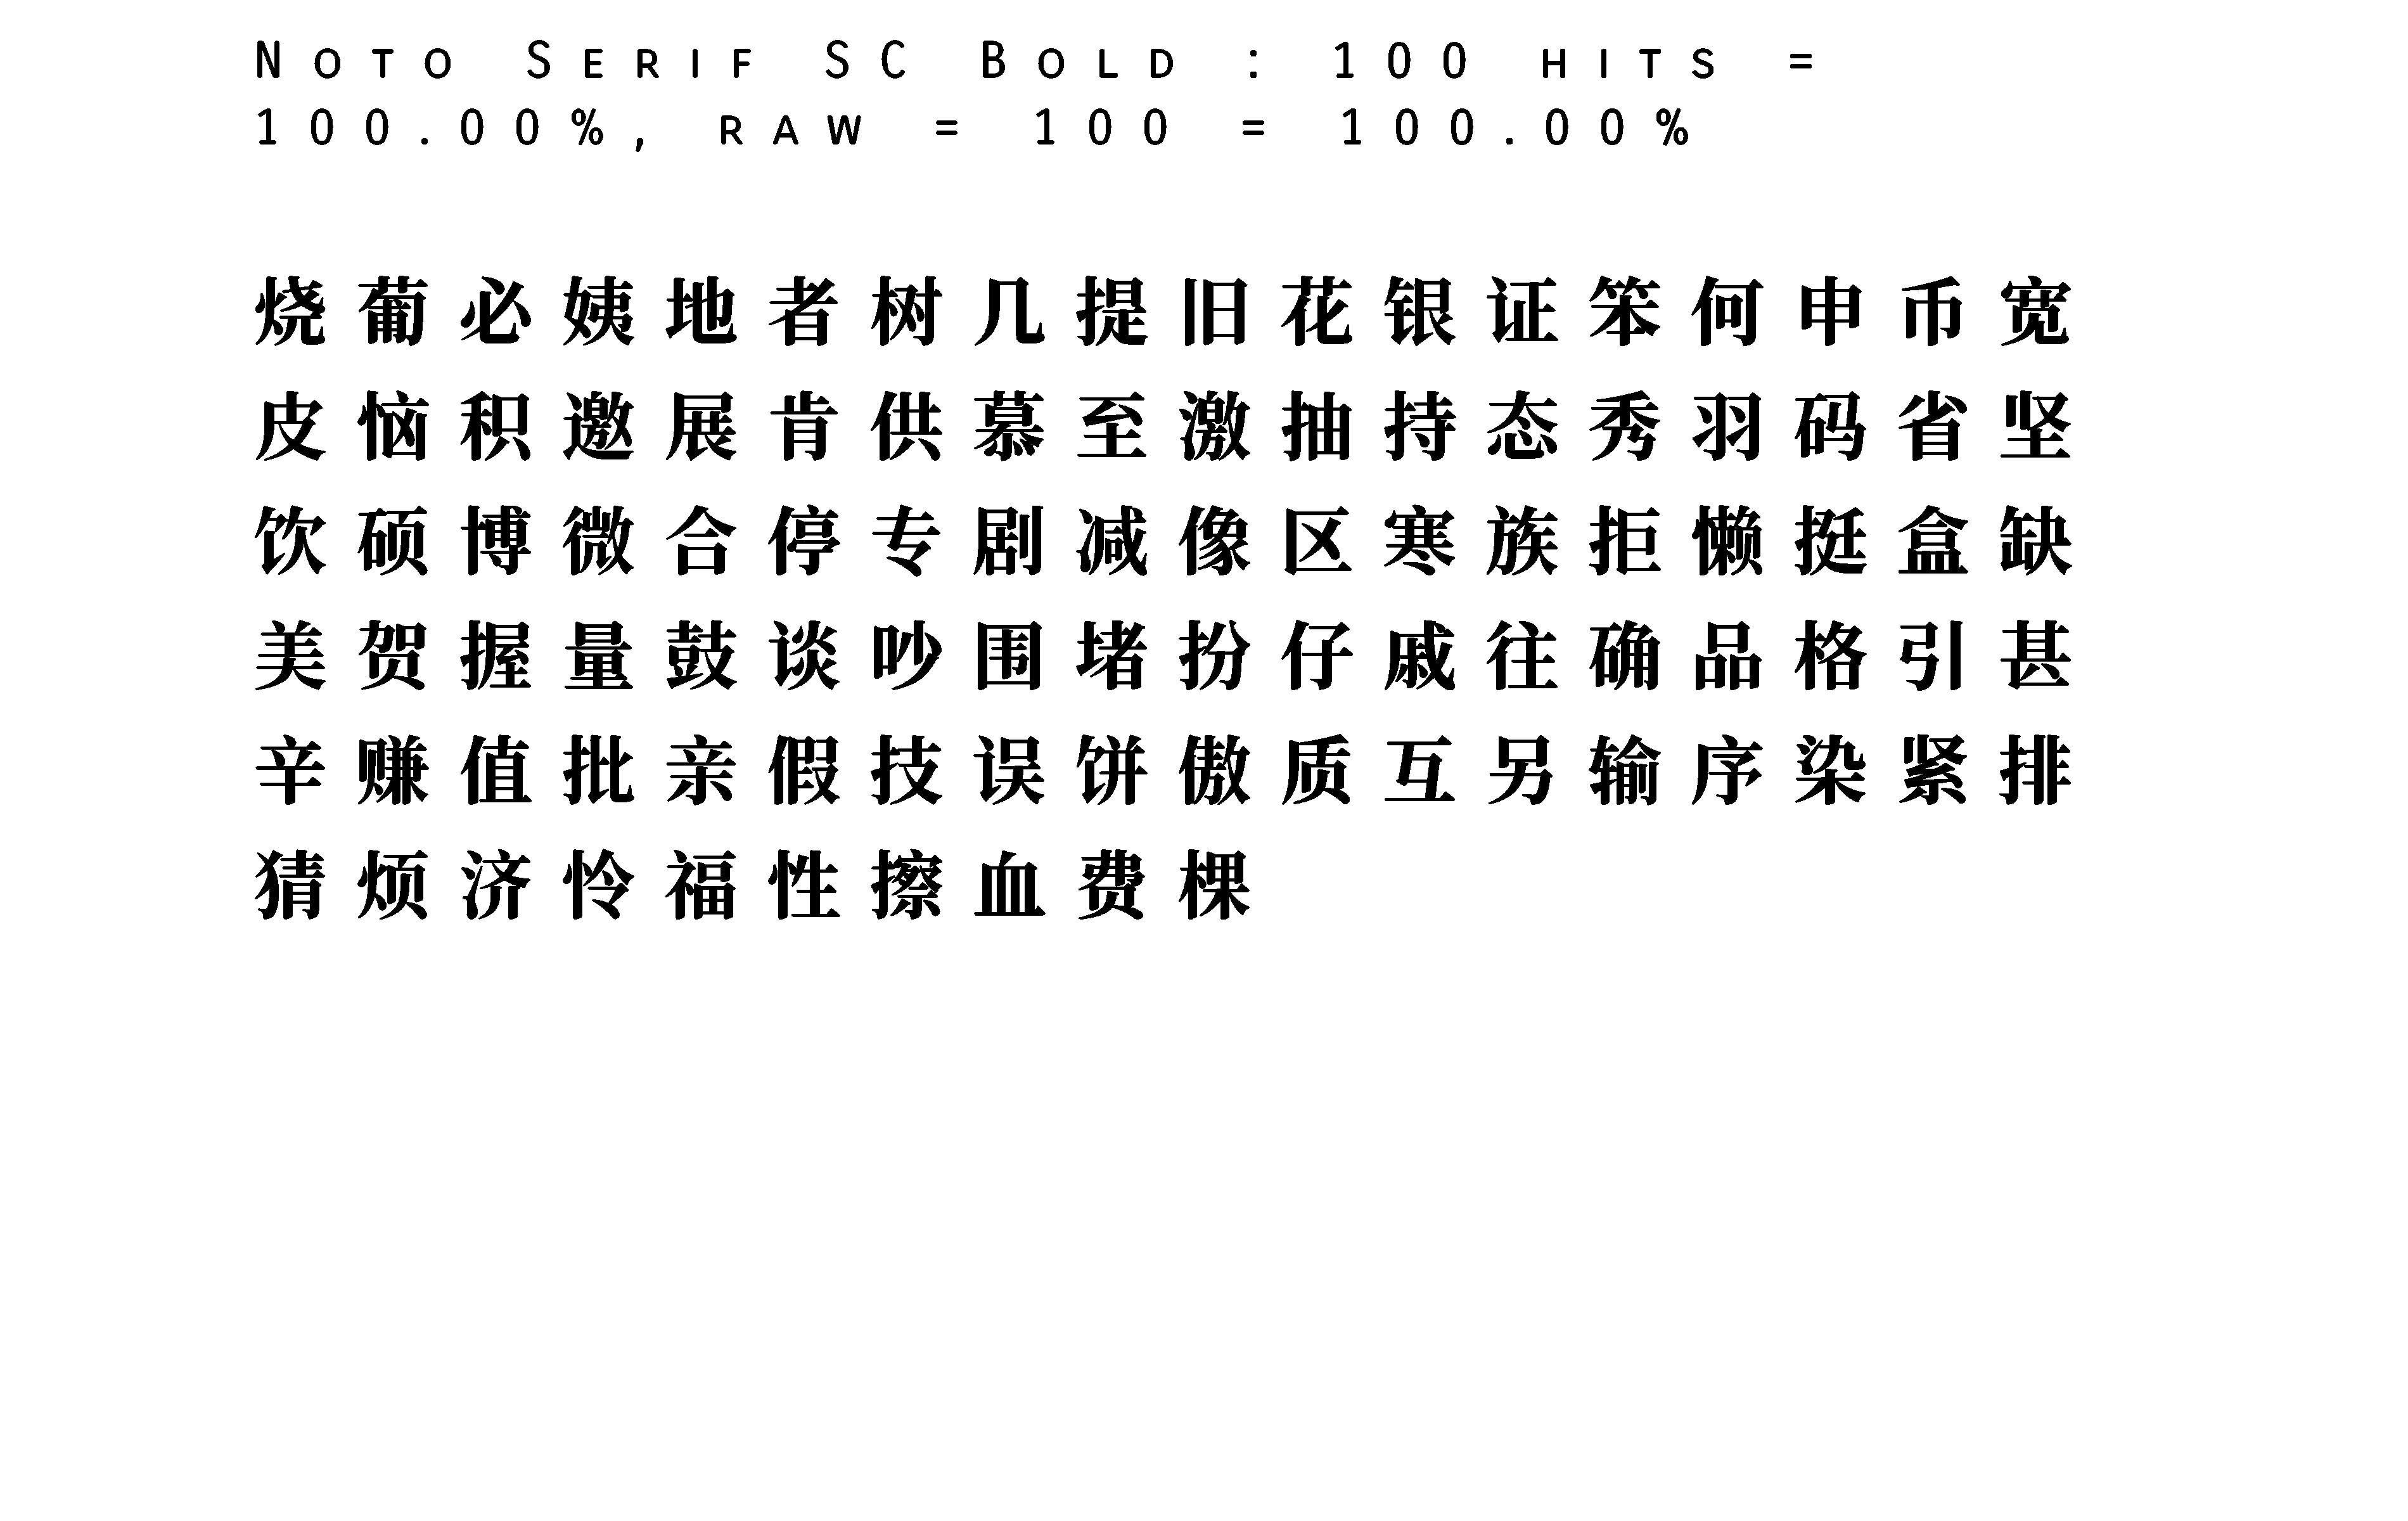 Noto Serif SC Bold : 100 hits =
100.00%, raw = 100 = 100.00%
烧葡必姨地者树几提旧花银证笨何申币宽
皮恼积邀展肯供慕至激抽持态秀羽码省坚
饮硕博微合停专剧减像区寒族拒懒挺盒缺
美贺握量鼓谈吵围堵扮仔戚往确品格引甚
辛赚值批亲假技误饼傲质互另输序染紧排
猜烦济怜福性擦血费棵